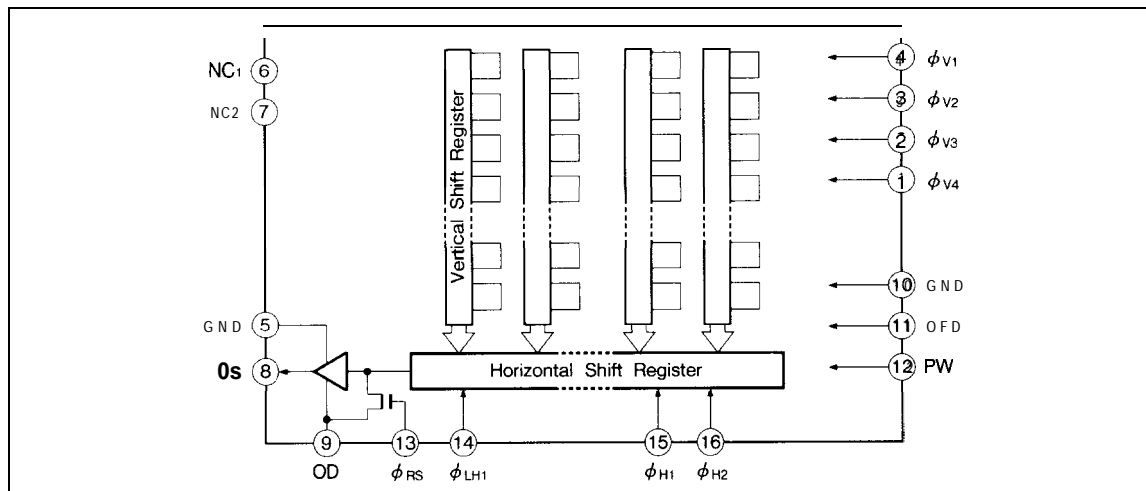 NC1 6
NC2 7
4 ϕV1
3 ϕV2
2 ϕV3
1 ϕV4
Vertical Shift Register
10 GND
GND 5
11 OFD
0s 8
12 PW
Horizontal Shift Register
9 13 14 15 16
OD ϕRS ϕLH1 ϕH1 ϕH2